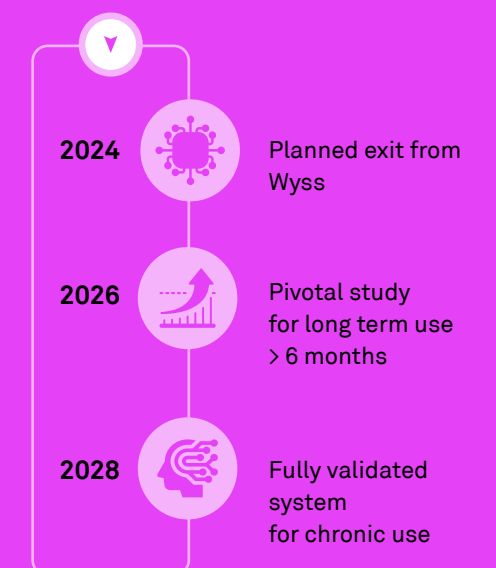 2024
Planned exit from
Wyss
2026
Pivotal study
for long term use
> 6 months
2028
Fully validated
system
for chronic use